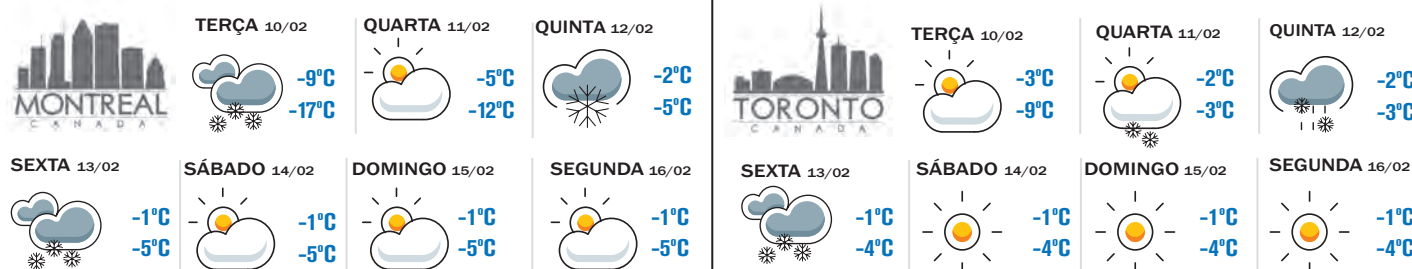 MONTREAL
CANADA
TERÇA 10/02
-9ºC
-17ºC
QUARTA 11/02
-5ºC
-12ºC
QUINTA 12/02
-2ºC
-5ºC
SEXTA 13/02
-1ºC
-5ºC
SÁBADO 14/02
-1ºC
-5ºC
DOMINGO 15/02
-1ºC
-5ºC
SEGUNDA 16/02
-1ºC
-5ºC
TORONTO
CANADA
TERÇA 10/02
-3ºC
-9ºC
QUARTA 11/02
-2ºC
-3ºC
QUINTA 12/02
-2ºC
-3ºC
SEXTA 13/02
-1ºC
-4ºC
SÁBADO 14/02
-1ºC
-4ºC
DOMINGO 15/02
-1ºC
-4ºC
SEGUNDA 16/02
-1ºC
-4ºC